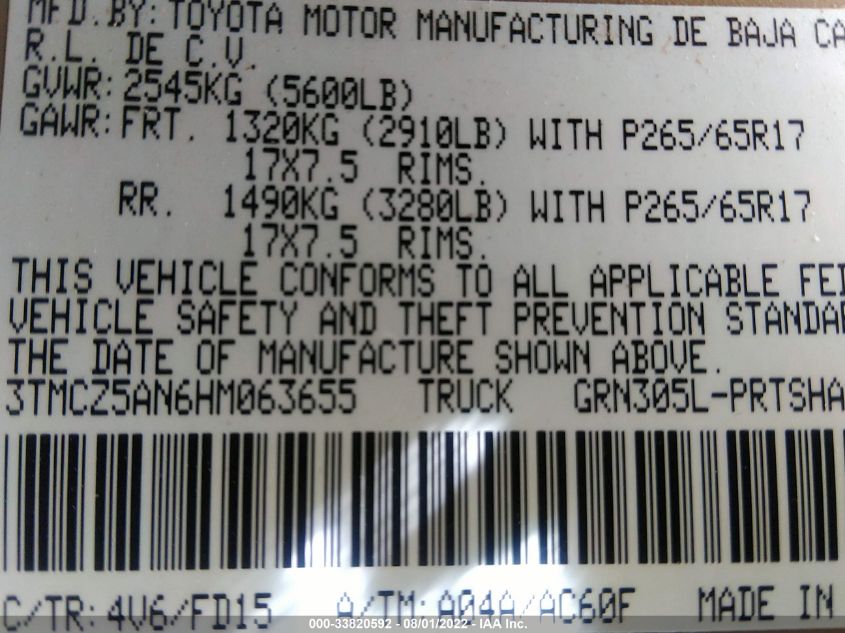 MFD.BY: TOYOTA MOTOR MANUFACTURING DE BAJA CA
R.L. DE C.V.
GVWR: 2545KG (5600LB)
GAWR: FRT. 1320KG (2910LB) WITH P265/65R17
17X7.5 RIMS.
RR. 1490KG (3280LB) WITH P265/65R17
17X7.5 RIMS.
THIS VEHICLE CONFORMS TO ALL APPLICABLE FED
VEHICLE SAFETY AND THEFT PREVENTION STANDAR
THE DATE OF MANUFACTURE SHOWN ABOVE.
3TMCZ5AN6HM063655 TRUCK GRN305L-PRTSHA
C/TR: 4V6/FD15 A/TM: A04A/AC60F MADE IN
000-33820592 - 08/01/2022 - IAA Inc.